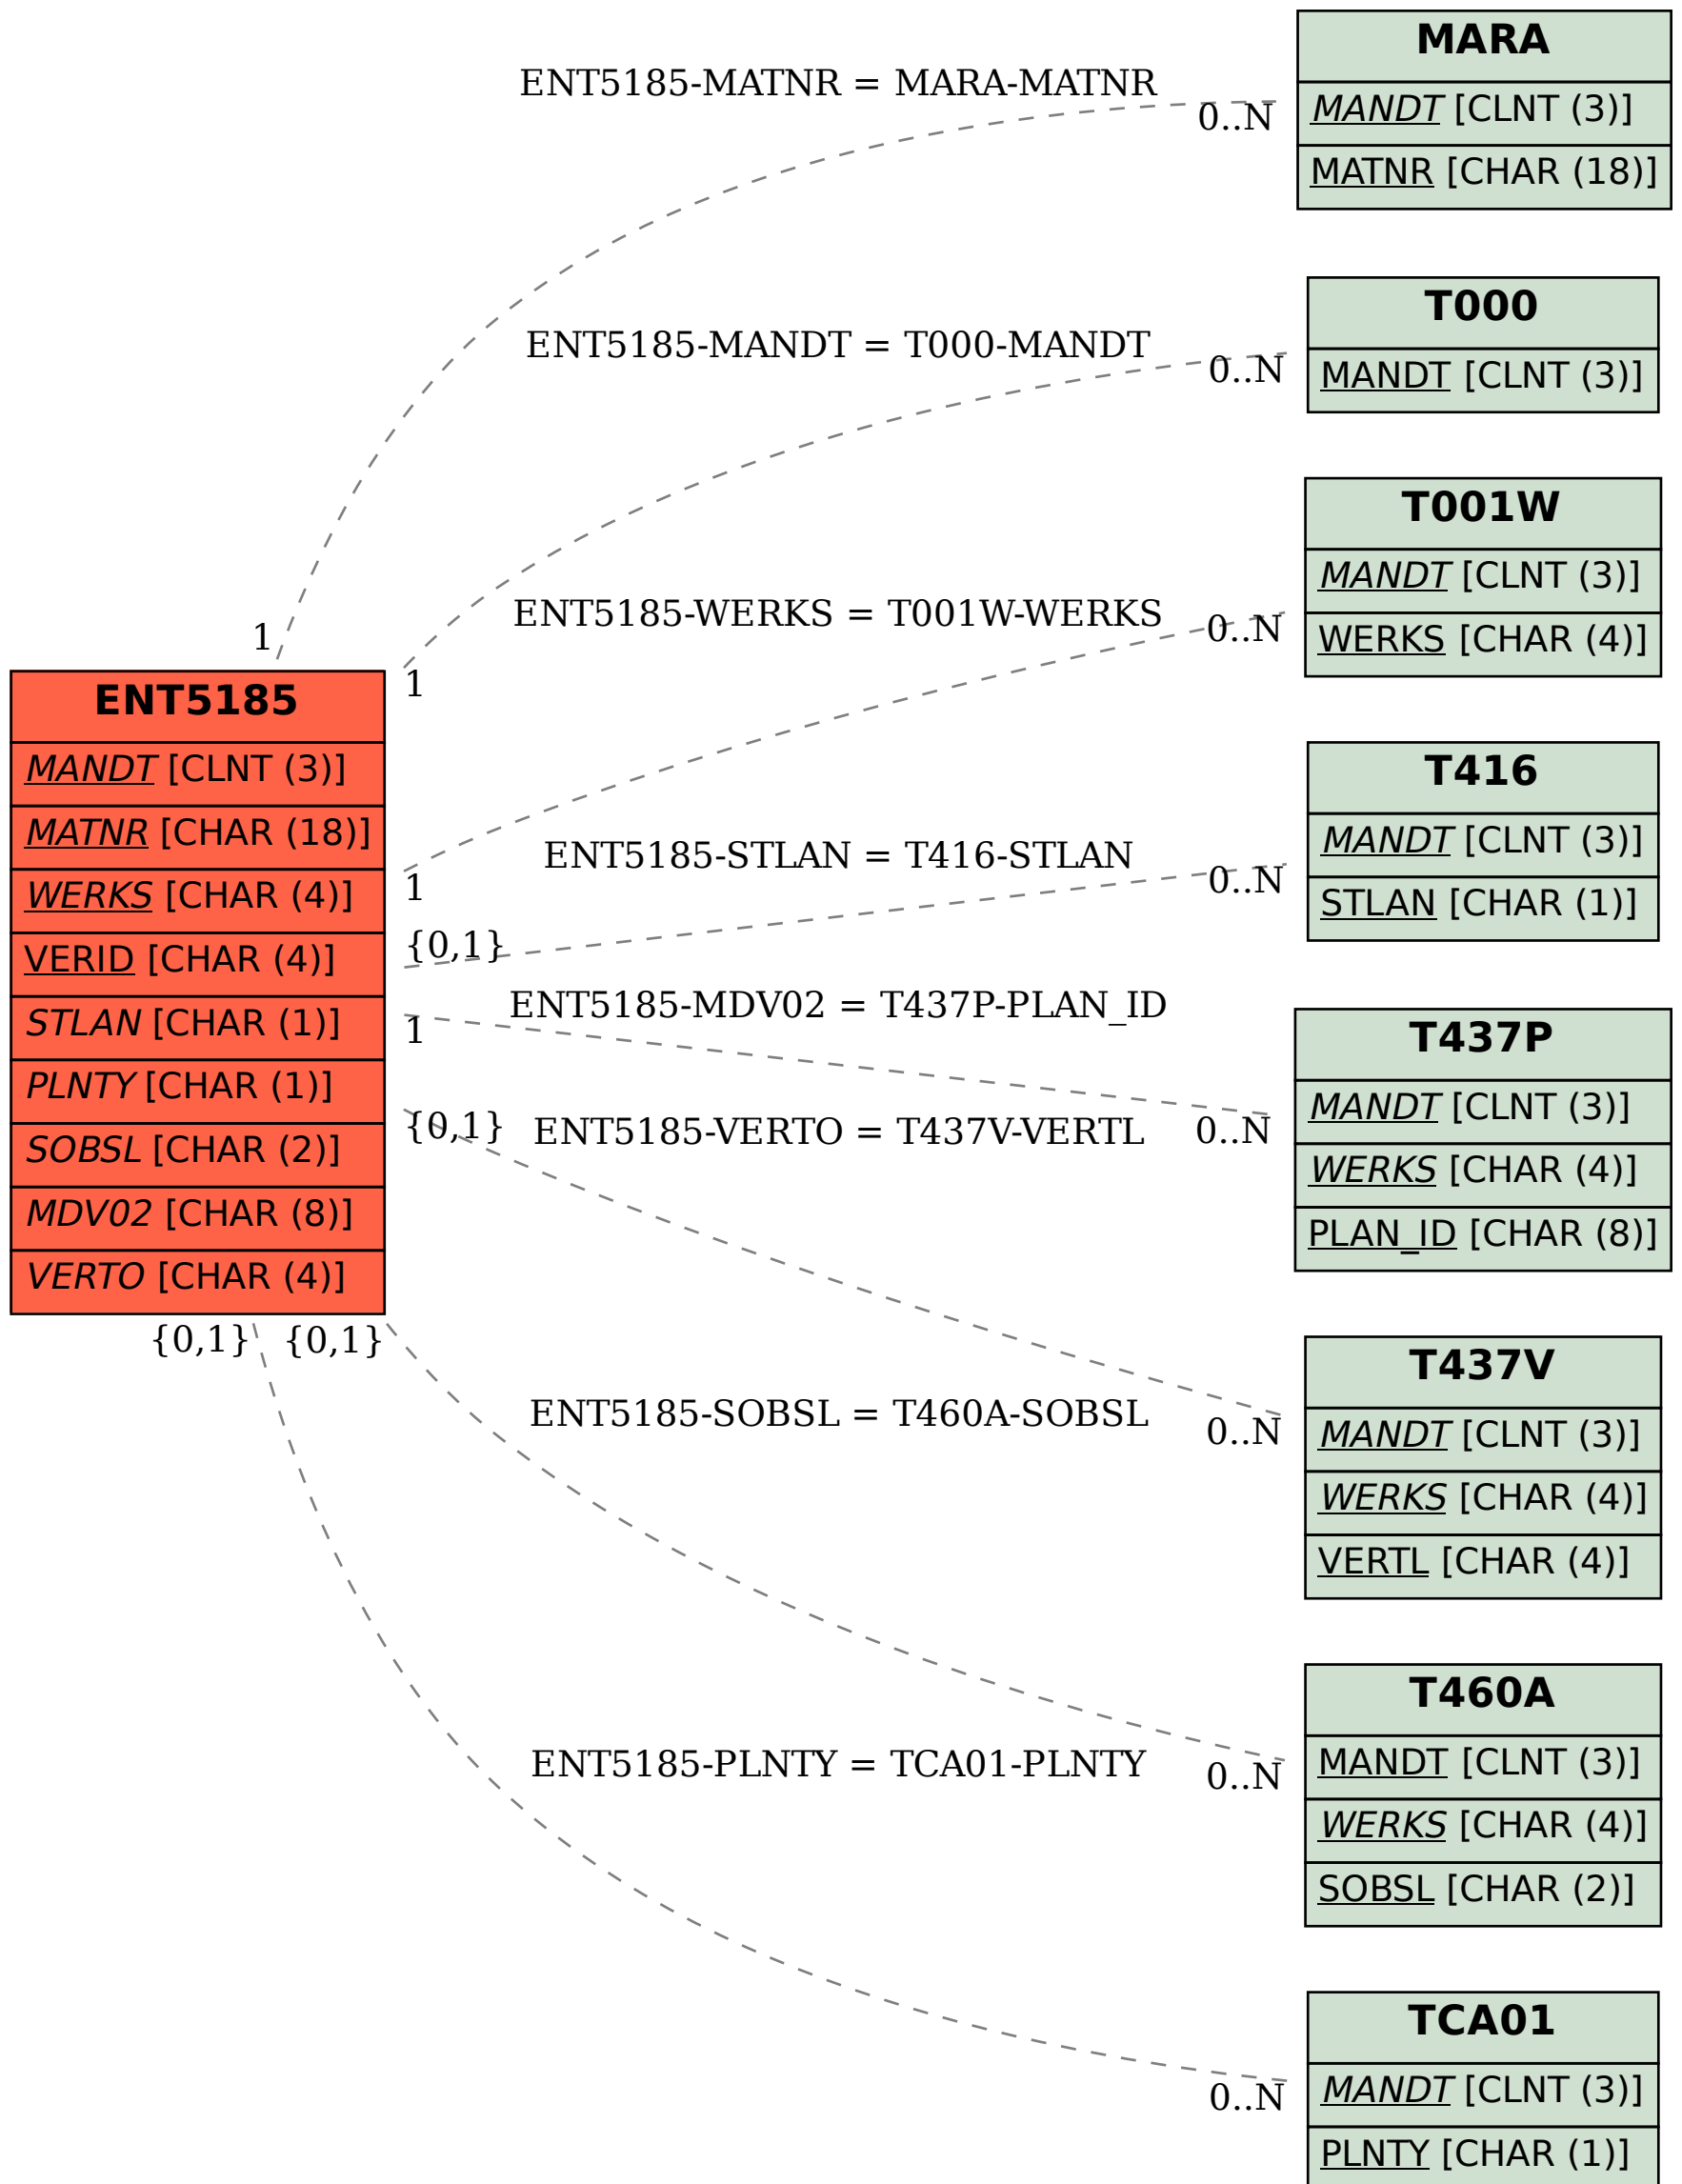 MARA
ENT5185-MATNR = MARA-MATNR
0..N
MANDT [CLNT (3)]
MATNR [CHAR (18)]
T000
ENT5185-MANDT = T000-MANDT
0..N
MANDT [CLNT (3)]
T001W
MANDT [CLNT (3)]
ENT5185-WERKS = T001W-WERKS
0..N
WERKS [CHAR (4)]
1
1
ENT5185
MANDT [CLNT (3)]
MATNR [CHAR (18)]
WERKS [CHAR (4)]
VERID [CHAR (4)]
STLAN [CHAR (1)]
PLNTY [CHAR (1)]
SOBSL [CHAR (2)]
MDV02 [CHAR (8)]
VERTO [CHAR (4)]
1
{0,1}
1
{0,1}
{0,1}
{0,1}
T416
MANDT [CLNT (3)]
STLAN [CHAR (1)]
ENT5185-STLAN = T416-STLAN
0..N
ENT5185-MDV02 = T437P-PLAN_ID
0..N
T437P
MANDT [CLNT (3)]
WERKS [CHAR (4)]
PLAN_ID [CHAR (8)]
ENT5185-VERTO = T437V-VERTL
0..N
T437V
MANDT [CLNT (3)]
WERKS [CHAR (4)]
VERTL [CHAR (4)]
ENT5185-SOBSL = T460A-SOBSL
0..N
T460A
MANDT [CLNT (3)]
WERKS [CHAR (4)]
SOBSL [CHAR (2)]
ENT5185-PLNTY = TCA01-PLNTY
0..N
TCA01
MANDT [CLNT (3)]
PLNTY [CHAR (1)]